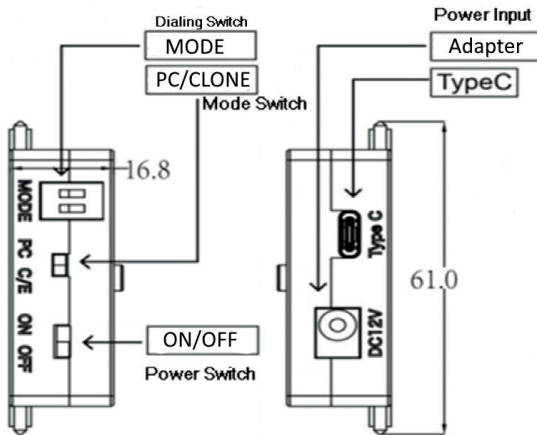 Dialing Switch
MODE
PC/CLONE
Mode Switch
16.8
MODE
PC C/E
ON OFF
ON/OFF
Power Switch
Power Input
Adapter
TypeC
Type C
DC12V
61.0